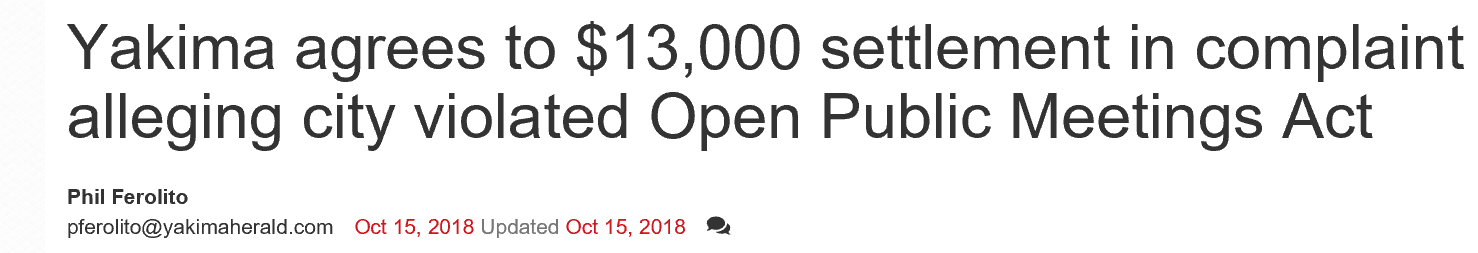 Yakima agrees to $13,000 settlement in complaint
alleging city violated Open Public Meetings Act
Phil Ferolito
pferolito@yakimaherald.com Oct 15, 2018 Updated Oct 15, 2018